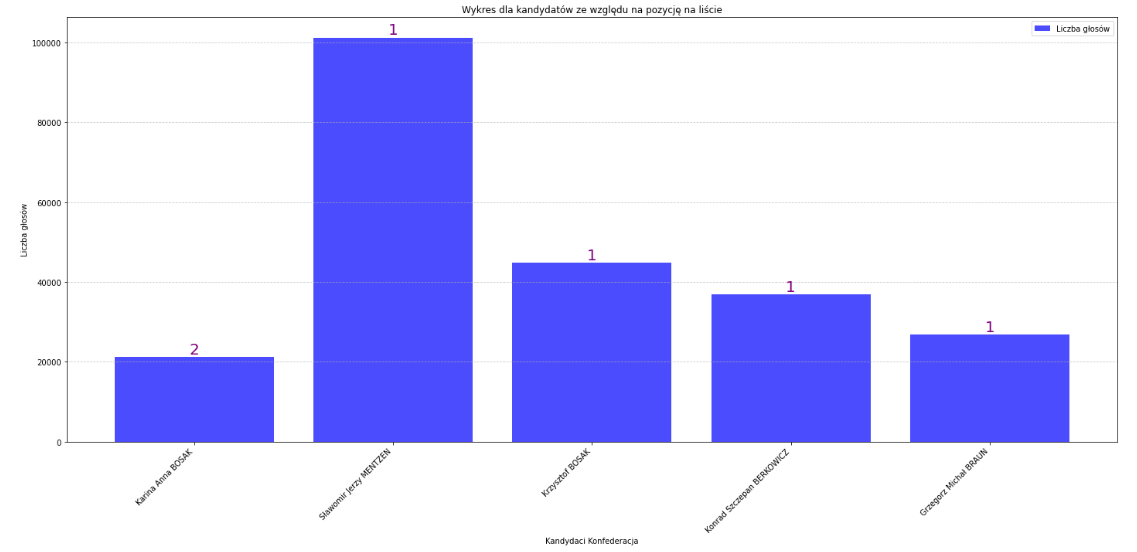 Wykres dla kandydatów ze względu na pozycję na liście
Liczba głosów
Liczba głosów
100000
80000
60000
40000
20000
0
2
1
1
1
1
Karina Anna BOSAK
Sławomir Jerzy MENTZEN
Krzysztof BOSAK
Konrad Szczepan BERKOWICZ
Grzegorz Michał BRAUN
Kandydaci Konfederacja